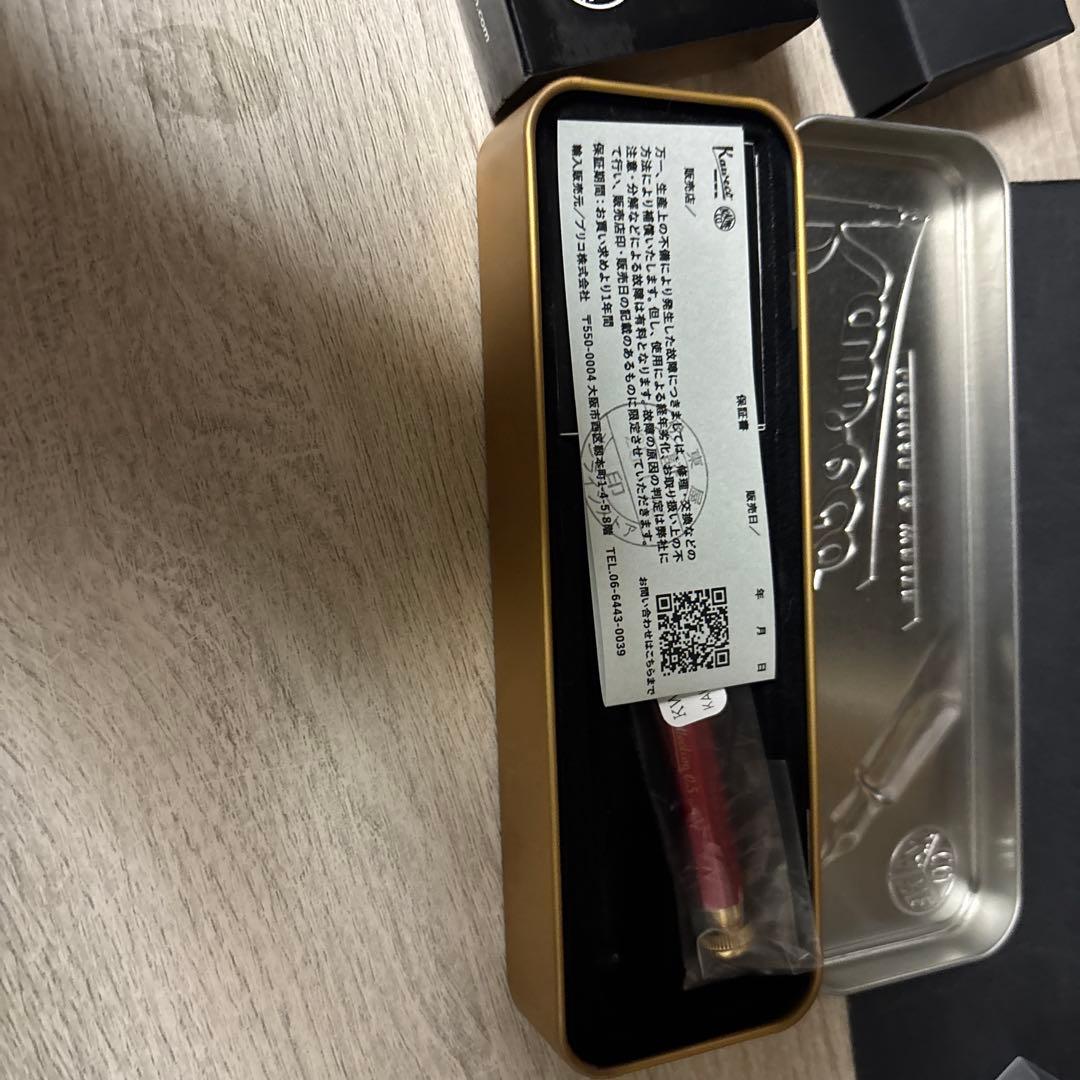 Kaweco
保証書
販売店／
販売日／
年 月 日
万一、生産上の不備により発生した故障につきましては、修理・交換などの
方法により補償いたします。但し、使用による経年劣化、お取り扱い上の不
注意・分解などによる故障は有料となります。故障の原因の判定は弊社に
て行い、販売店印・販売日の記載のあるものに限定させていただきます。
保証期間：お買い求めより1年間
輸入販売元／プリコ株式会社 〒550-0004 大阪市西区靱本町1-4-5 8階 TEL.06-6443-0039
お問い合わせはこちらまで
印
KW
KA
0.5
.com